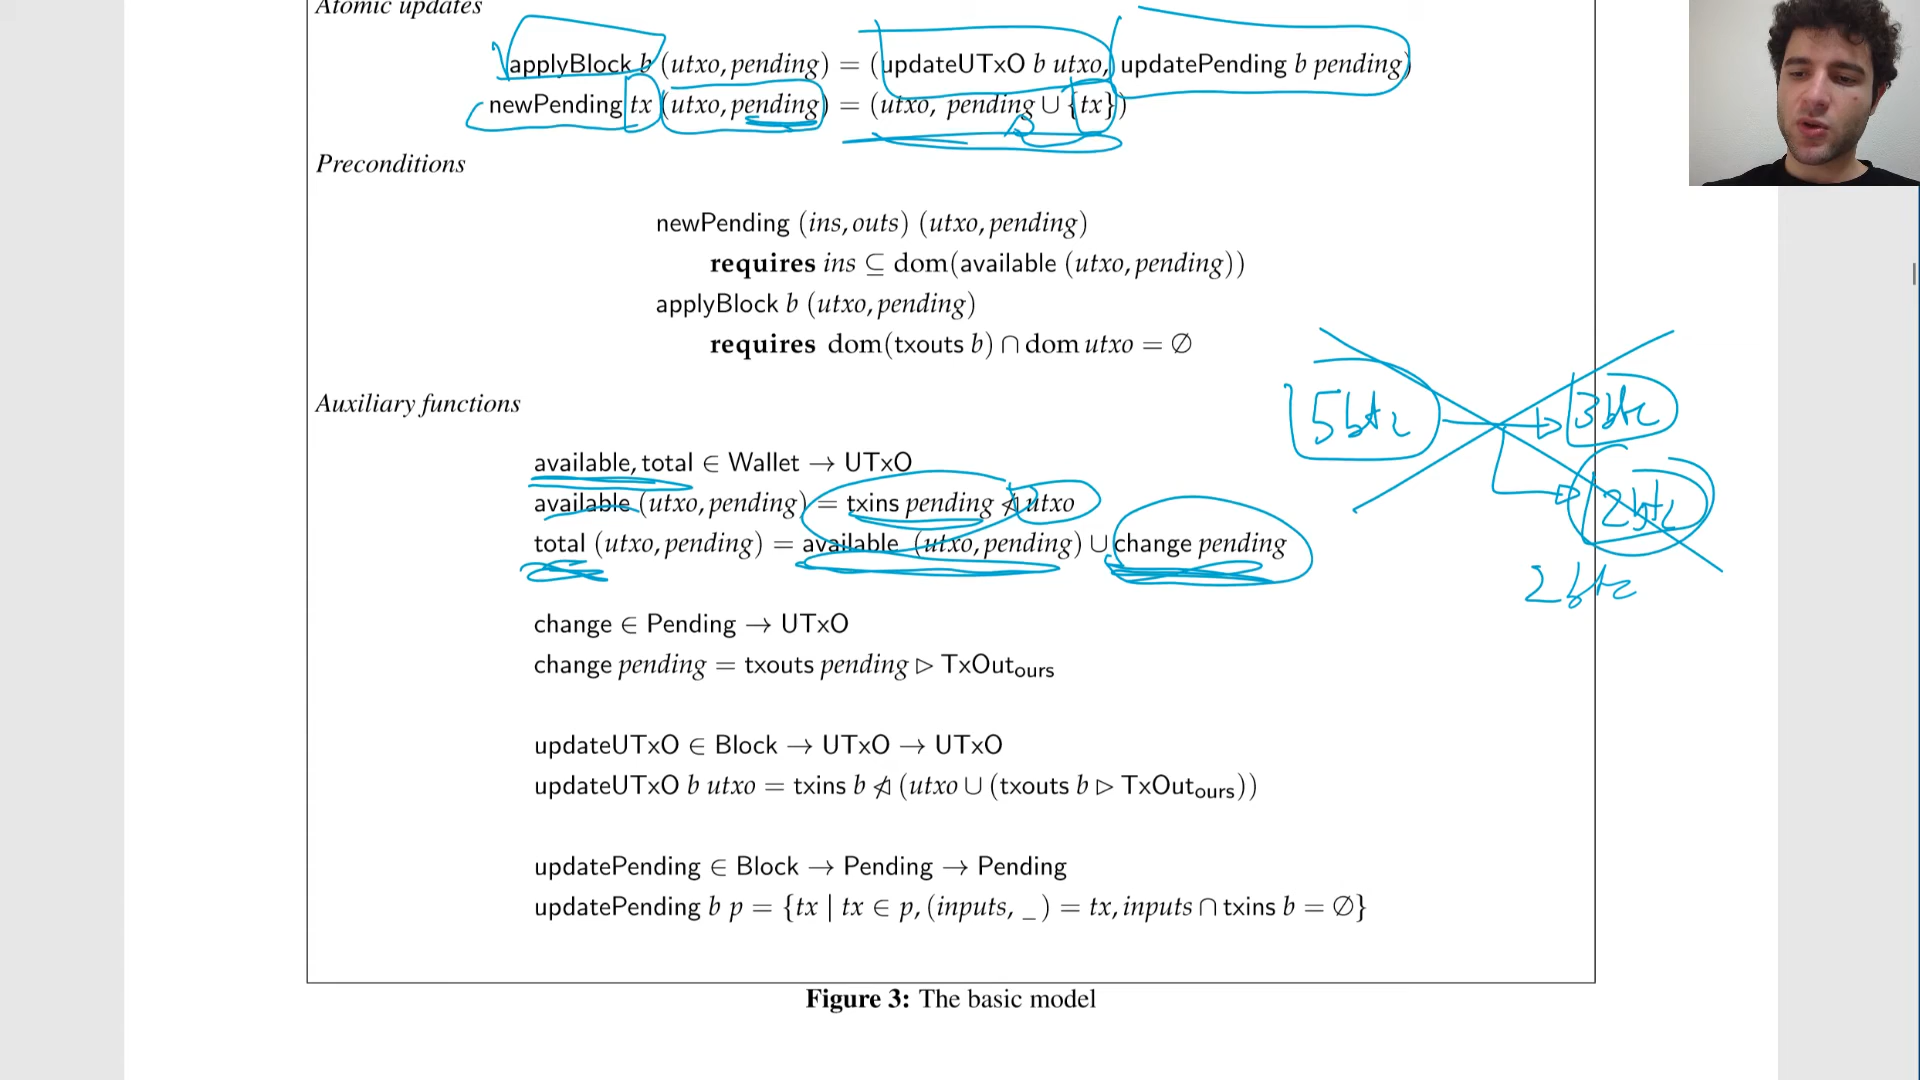 Atomic updates
applyBlock b (utxo, pending) = (updateUTxO b utxo, updatePending b pending)
newPending tx (utxo, pending) = (utxo, pending ∪ {tx})
Preconditions
newPending (ins, outs) (utxo, pending)
requires ins ⊆ dom(available (utxo, pending))
applyBlock b (utxo, pending)
requires dom(txouts b) ∩ dom utxo = ∅
Auxiliary functions
5btc
3btc
2btc
available, total ∈ Wallet → UTxO
available (utxo, pending) = txins pending ⋪ utxo
total (utxo, pending) = available (utxo, pending) ∪ change pending
2btc
change ∈ Pending → UTxO
change pending = txouts pending ▷ TxOut_ours
updateUTxO ∈ Block → UTxO → UTxO
updateUTxO b utxo = txins b ⋪ (utxo ∪ (txouts b ▷ TxOut_ours))
updatePending ∈ Block → Pending → Pending
updatePending b p = {tx | tx ∈ p, (inputs, _ ) = tx, inputs ∩ txins b = ∅}
Figure 3: The basic model